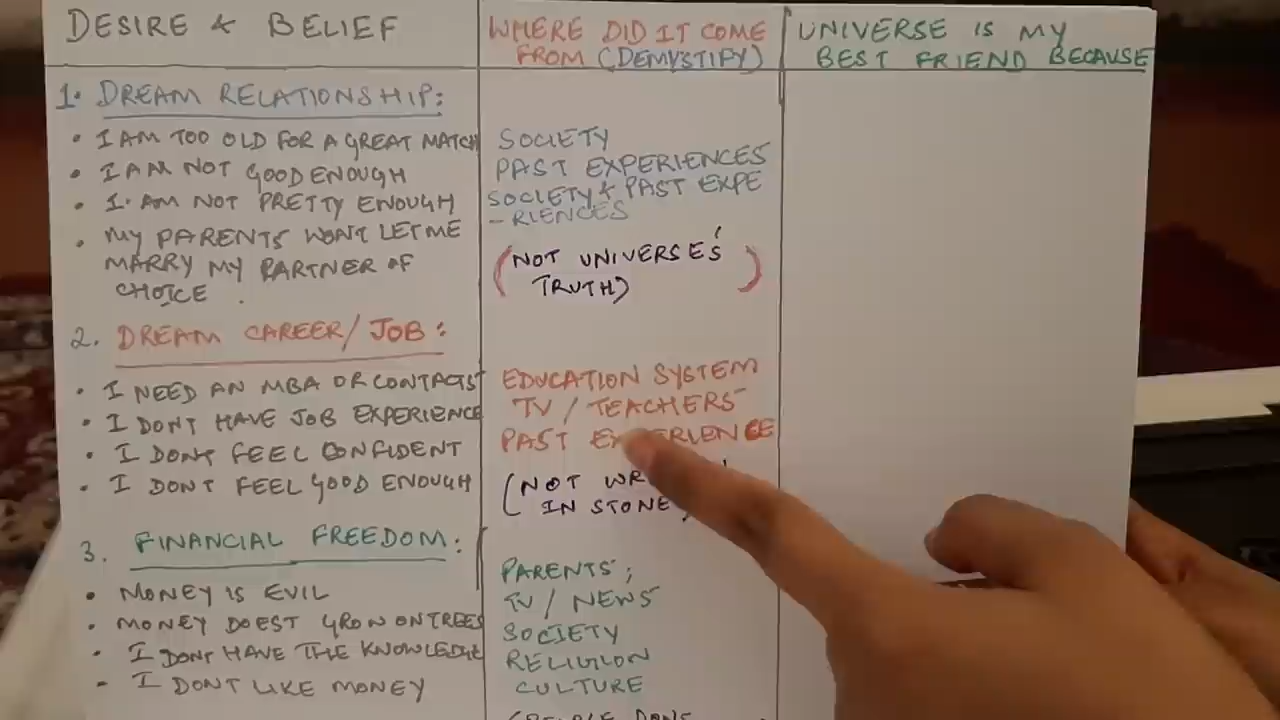 DESIRE & BELIEF
WHERE DID IT COME
FROM (DEMYSTIFY)
UNIVERSE IS MY
BEST FRIEND BECAUSE
1. DREAM RELATIONSHIP:
• I AM TOO OLD FOR A GREAT MATCH
• I AM NOT GOOD ENOUGH
• I AM NOT PRETTY ENOUGH
• MY PARENTS WONT LET ME
MARRY MY PARTNER OF
CHOICE.
SOCIETY
PAST EXPERIENCES
SOCIETY & PAST EXPE
-RIENCES
(NOT UNIVERSE'S
TRUTH)
2. DREAM CAREER/JOB:
• I NEED AN MBA OR CONTACTS
• I DONT HAVE JOB EXPERIENCE
• I DONT FEEL CONFIDENT
• I DONT FEEL GOOD ENOUGH
EDUCATION SYSTEM
TV / TEACHERS
PAST EXPERIENCE
(NOT
IN STONE)
3. FINANCIAL FREEDOM:
• MONEY IS EVIL
• MONEY DOEST GROW ON TREES
• I DONT HAVE THE KNOWLEDGE
- I DONT LIKE MONEY
PARENTS;
TV / NEWS
SOCIETY
RELIGION
CULTURE